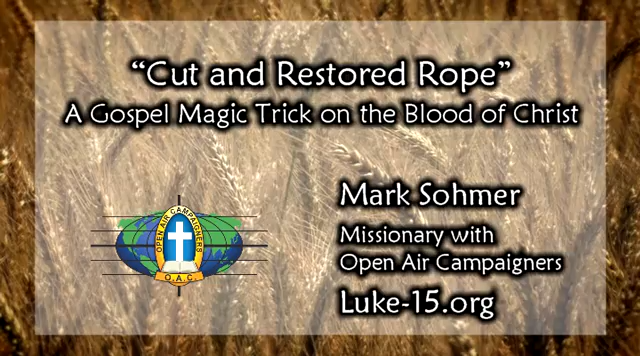 “Cut and Restored Rope”
A Gospel Magic Trick on the Blood of Christ
Mark Sohmer
Missionary with
Open Air Campaigners
Luke-15.org
OPEN AIR CAMPAIGNERS
O.A.C.